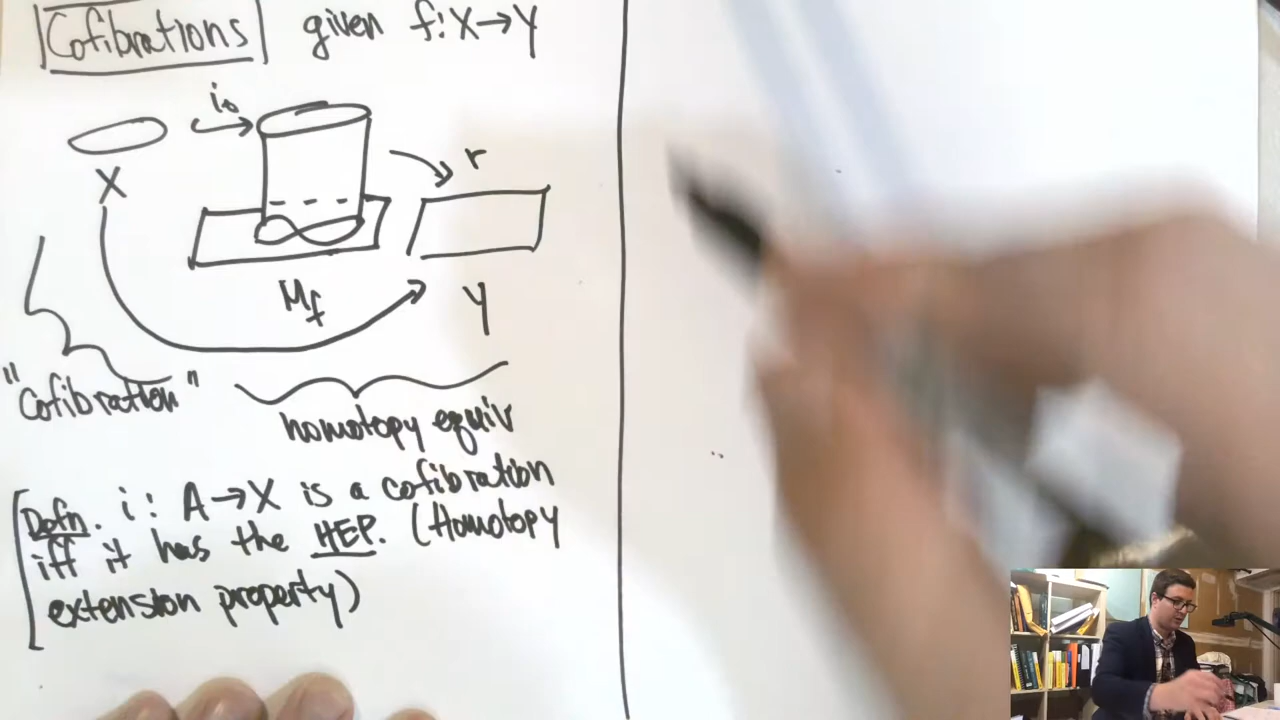 Cofibrations given f: X→Y
i₀
r
X
M_f
Y
"Cofibration"
homotopy equiv
Defn. i: A→X is a cofibration
iff it has the HEP. (Homotopy
extension property)